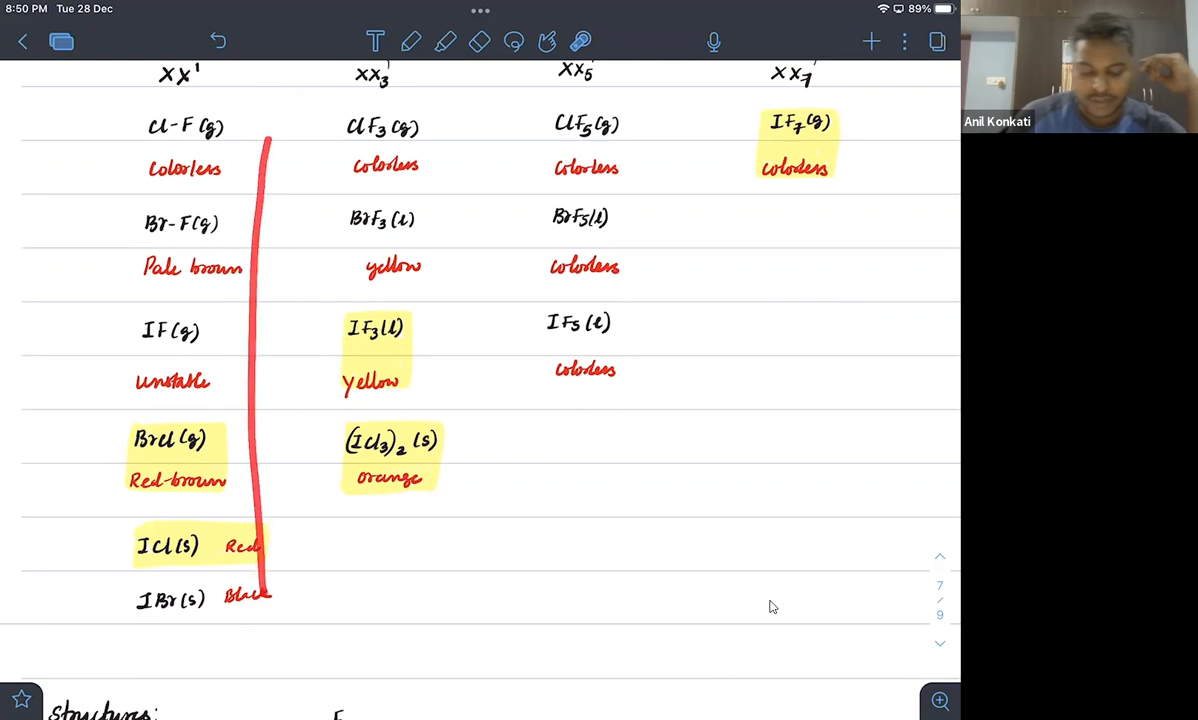 8:50 PM Tue 28 Dec
89%
XX' XX₃' XX₅' XX₇'
Cl-F(g) ClF₃(g) ClF₅(g) IF₇(g)
Colorless colorless Colorless colorless
Br-F(g) BrF₃(l) BrF₅(l)
Pale brown yellow colorless
IF(g) IF₃(l) IF₅(l)
unstable yellow colorless
BrCl(g) (ICl₃)₂(s)
Red-brown orange
ICl(s) Red
IBr(s) Black
structures:
F
Anil Konkati
7
/
9